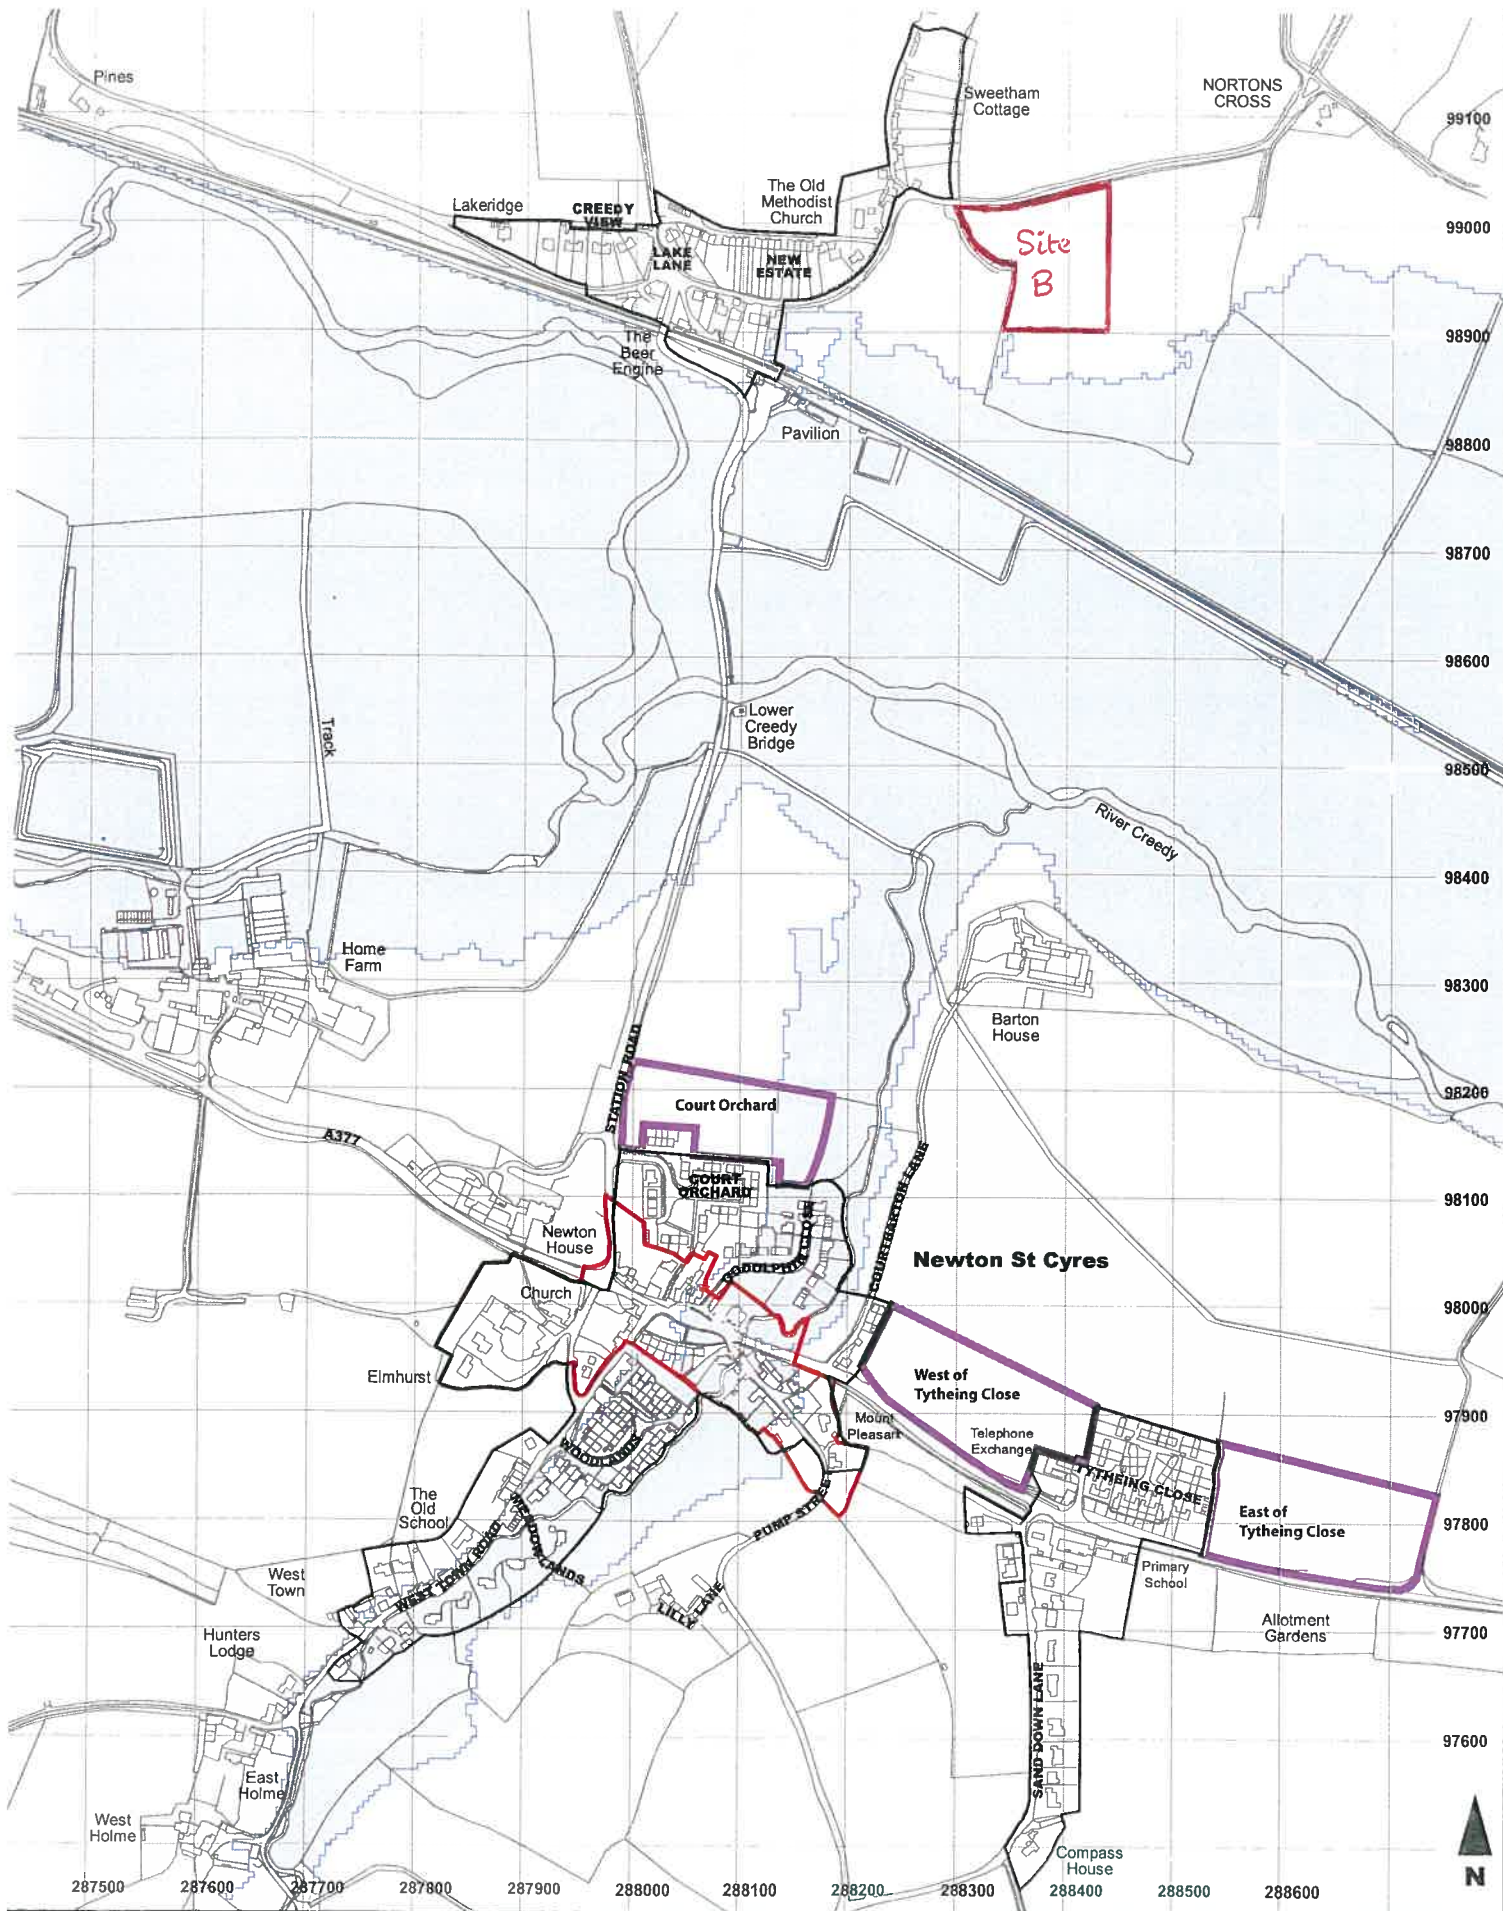 Pines
Sweetham
Cottage
NORTONS
CROSS
99100
Lakeridge
CREEDY
VIEW
The Old
Methodist
Church
99000
LAKE
LANE
NEW
ESTATE
Site
B
The
Beer
Engine
98900
Pavilion
98800
98700
98600
Track
Lower
Creedy
Bridge
98500
River Creedy
98400
Home
Farm
98300
Barton
House
STATION ROAD
98200
Court Orchard
A377
COURT
ORCHARD
COURTBARTON LANE
98100
Newton
House
GODOLPHIN CLOSE
Newton St Cyres
Church
98000
Elmhurst
West of
Tytheing Close
Mount
Pleasant
97900
Telephone
Exchange
WOODLANDS
TYTHEING CLOSE
The
Old
School
MEADOWLANDS
PUMP STREET
East of
Tytheing Close
97800
West
Town
WEST TOWN ROAD
LILLY LANE
Primary
School
Allotment
Gardens
Hunters
Lodge
97700
SAND DOWN LANE
97600
East
Holme
West
Holme
Compass
House
N
287500 287600 287700 287800 287900 288000 288100 288200 288300 288400 288500 288600